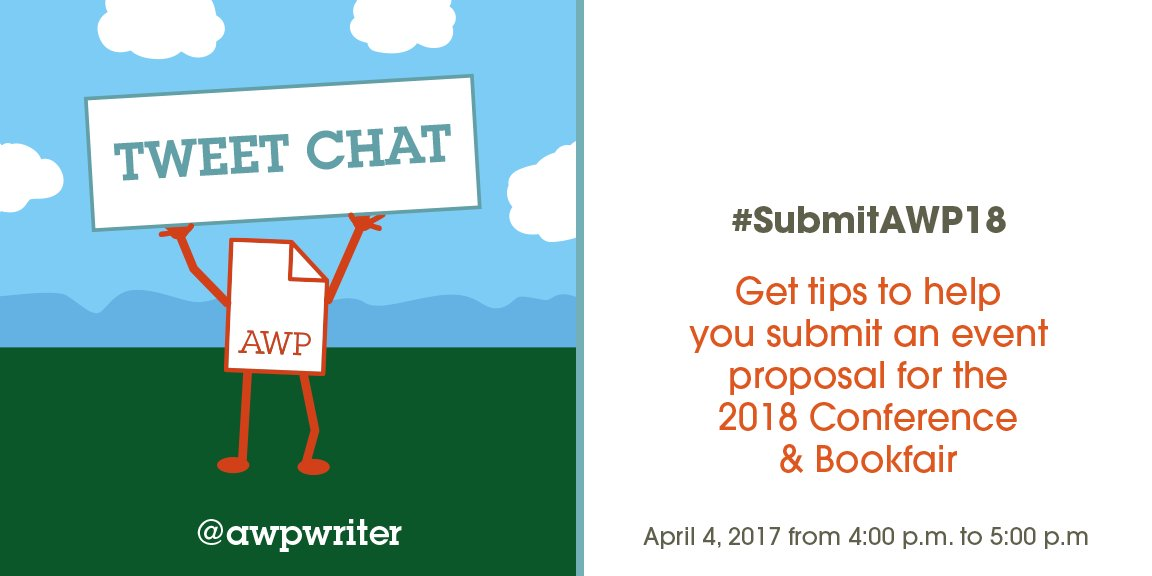 TWEET CHAT
AWP
@awpwriter
#SubmitAWP18
Get tips to help
you submit an event
proposal for the
2018 Conference
& Bookfair
April 4, 2017 from 4:00 p.m. to 5:00 p.m